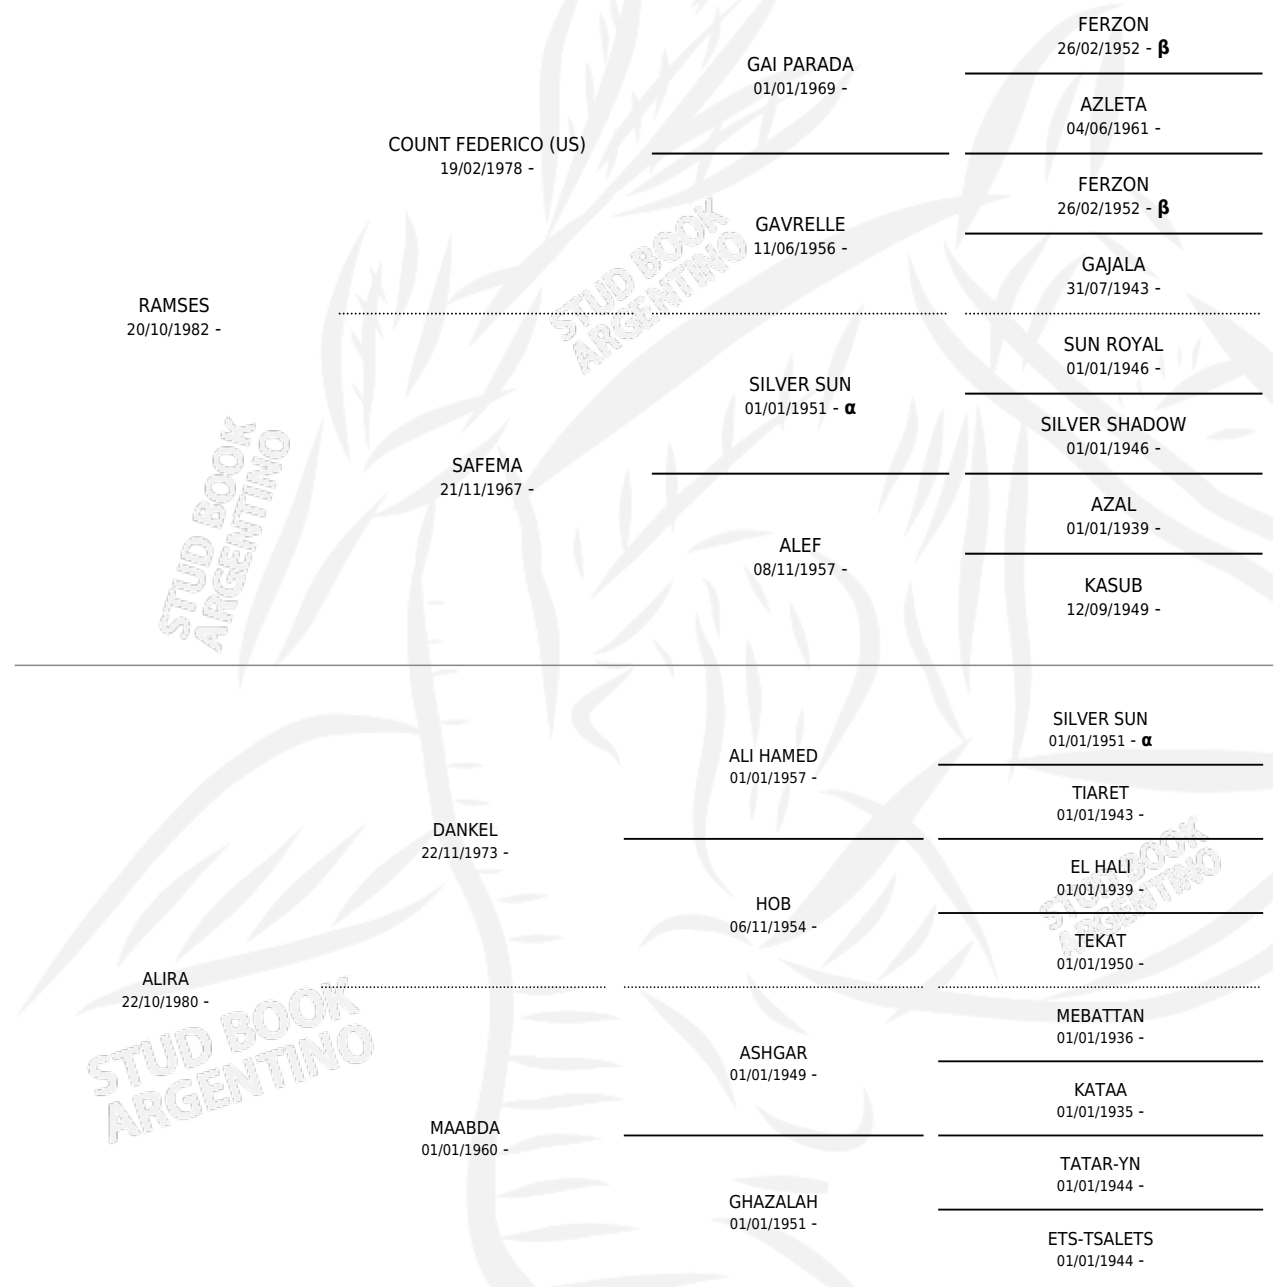 FERZON
26/02/1952 - β
GAI PARADA
01/01/1969 -
AZLETA
04/06/1961 -
COUNT FEDERICO (US)
19/02/1978 -
FERZON
26/02/1952 - β
GAVRELLE
11/06/1956 -
GAJALA
31/07/1943 -
RAMSES
20/10/1982 -
SUN ROYAL
01/01/1946 -
SILVER SUN
01/01/1951 - α
SILVER SHADOW
01/01/1946 -
SAFEMA
21/11/1967 -
AZAL
01/01/1939 -
ALEF
08/11/1957 -
KASUB
12/09/1949 -
SILVER SUN
01/01/1951 - α
ALI HAMED
01/01/1957 -
TIARET
01/01/1943 -
DANKEL
22/11/1973 -
EL HALI
01/01/1939 -
HOB
06/11/1954 -
TEKAT
01/01/1950 -
ALIRA
22/10/1980 -
MEBATTAN
01/01/1936 -
ASHGAR
01/01/1949 -
KATAA
01/01/1935 -
MAABDA
01/01/1960 -
TATAR-YN
01/01/1944 -
GHAZALAH
01/01/1951 -
ETS-TSALETS
01/01/1944 -
STUD BOOK
ARGENTINO
STUD BOOK
ARGENTINO
STUD BOOK
ARGENTINO
STUD BOOK
ARGENTINO